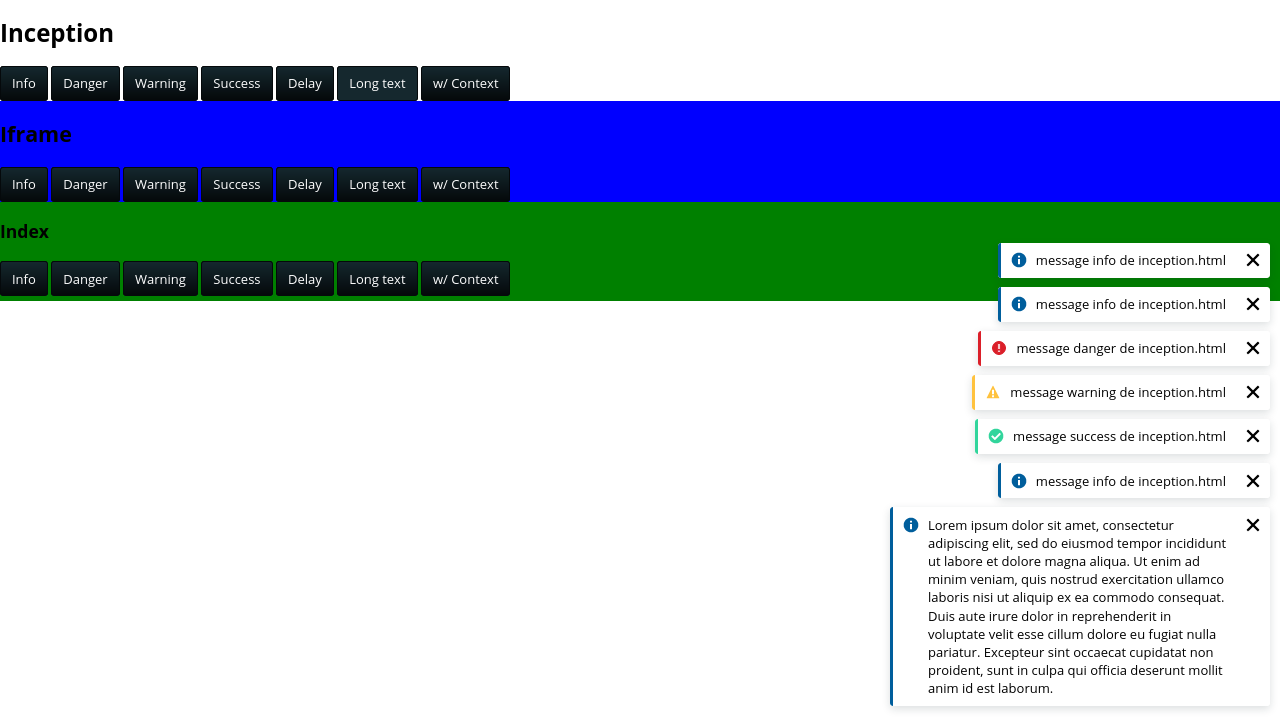 Inception
Info Danger Warning Success Delay Long text w/ Context
Iframe
Info Danger Warning Success Delay Long text w/ Context
Index
Info Danger Warning Success Delay Long text w/ Context
message info de inception.html
message info de inception.html
message danger de inception.html
message warning de inception.html
message success de inception.html
message info de inception.html
Lorem ipsum dolor sit amet, consectetur
adipiscing elit, sed do eiusmod tempor incididunt
ut labore et dolore magna aliqua. Ut enim ad
minim veniam, quis nostrud exercitation ullamco
laboris nisi ut aliquip ex ea commodo consequat.
Duis aute irure dolor in reprehenderit in
voluptate velit esse cillum dolore eu fugiat nulla
pariatur. Excepteur sint occaecat cupidatat non
proident, sunt in culpa qui officia deserunt mollit
anim id est laborum.